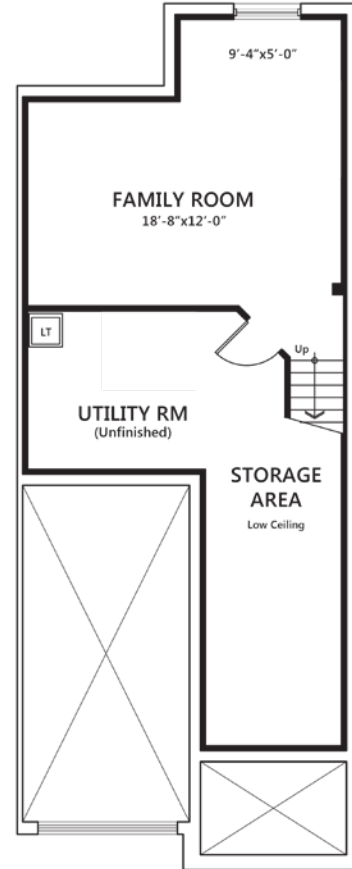 9'-4"x5'-0"
FAMILY ROOM
18'-8"x12'-0"
LT
Up
UTILITY RM
(Unfinished)
STORAGE
AREA
Low Ceiling